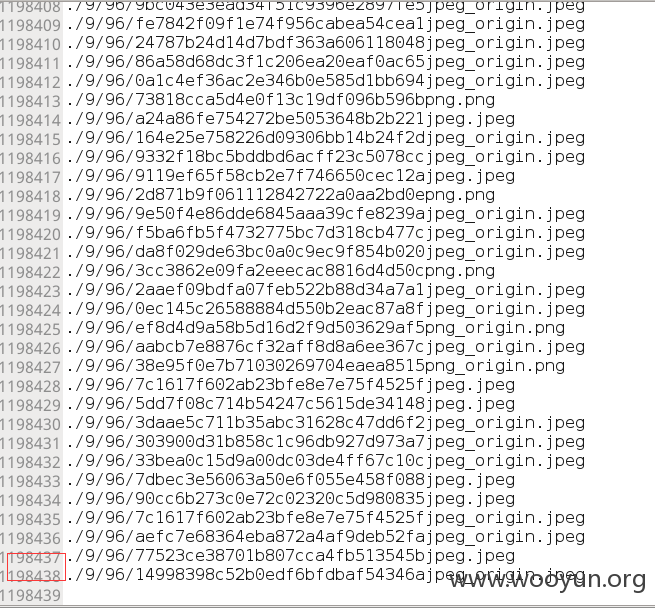 1198408 ./9/96/9bc043e3ead34f51c9396e2897fe5jpeg_origin.jpeg
1198409 ./9/96/fe7842f09f1e74f956cabea54cea1jpeg_origin.jpeg
1198410 ./9/96/24787b24d14d7bdf363a606118048jpeg_origin.jpeg
1198411 ./9/96/86a58d68dc3f1c206ea20eaf0ac65jpeg_origin.jpeg
1198412 ./9/96/0a1c4ef36ac2e346b0e585d1bb694jpeg_origin.jpeg
1198413 ./9/96/73818cca5d4e0f13c19df096b596bpng.png
1198414 ./9/96/a24a86fe754272be5053648b2b221jpeg.jpeg
1198415 ./9/96/164e25e758226d09306bb14b24f2djpeg_origin.jpeg
1198416 ./9/96/9332f18bc5bddbd6acff23c5078ccjpeg_origin.jpeg
1198417 ./9/96/9119ef65f58cb2e7f746650cec12ajpeg.jpeg
1198418 ./9/96/2d871b9f061112842722a0aa2bd0epng.png
1198419 ./9/96/9e50f4e86dde6845aaa39cfe8239ajpeg_origin.jpeg
1198420 ./9/96/f5ba6fb5f4732775bc7d318cb477cjpeg_origin.jpeg
1198421 ./9/96/da8f029de63bc0a0c9ec9f854b020jpeg_origin.jpeg
1198422 ./9/96/3cc3862e09fa2eeecac8816d4d50cpng.png
1198423 ./9/96/2aaef09bdfa07feb522b88d34a7a1jpeg_origin.jpeg
1198424 ./9/96/0ec145c26588884d550b2eac87a8fjpeg_origin.jpeg
1198425 ./9/96/ef8d4d9a58b5d16d2f9d503629af5png_origin.png
1198426 ./9/96/aabcb7e8876cf32aff8d8a6ee367cjpeg_origin.jpeg
1198427 ./9/96/38e95f0e7b71030269704eaea8515png_origin.png
1198428 ./9/96/7c1617f602ab23bfe8e7e75f4525fjpeg.jpeg
1198429 ./9/96/5dd7f08c714b54247c5615de34148jpeg.jpeg
1198430 ./9/96/3daae5c711b35abc31628c47dd6f2jpeg_origin.jpeg
1198431 ./9/96/303900d31b858c1c96db927d973a7jpeg_origin.jpeg
1198432 ./9/96/33bea0c15d9a00dc03de4ff67c10cjpeg_origin.jpeg
1198433 ./9/96/7dbec3e56063a50e6f055e458f088jpeg.jpeg
1198434 ./9/96/90cc6b273c0e72c02320c5d980835jpeg.jpeg
1198435 ./9/96/7c1617f602ab23bfe8e7e75f4525fjpeg_origin.jpeg
1198436 ./9/96/aefc7e68364eba872a4af9deb52fajpeg_origin.jpeg
1198437 ./9/96/77523ce38701b807cca4fb513545bjpeg.jpeg
1198438 ./9/96/14998398c52b0edf6bfdbaf54346ajpeg_origin.jpeg
www.wooyun.org
1198439